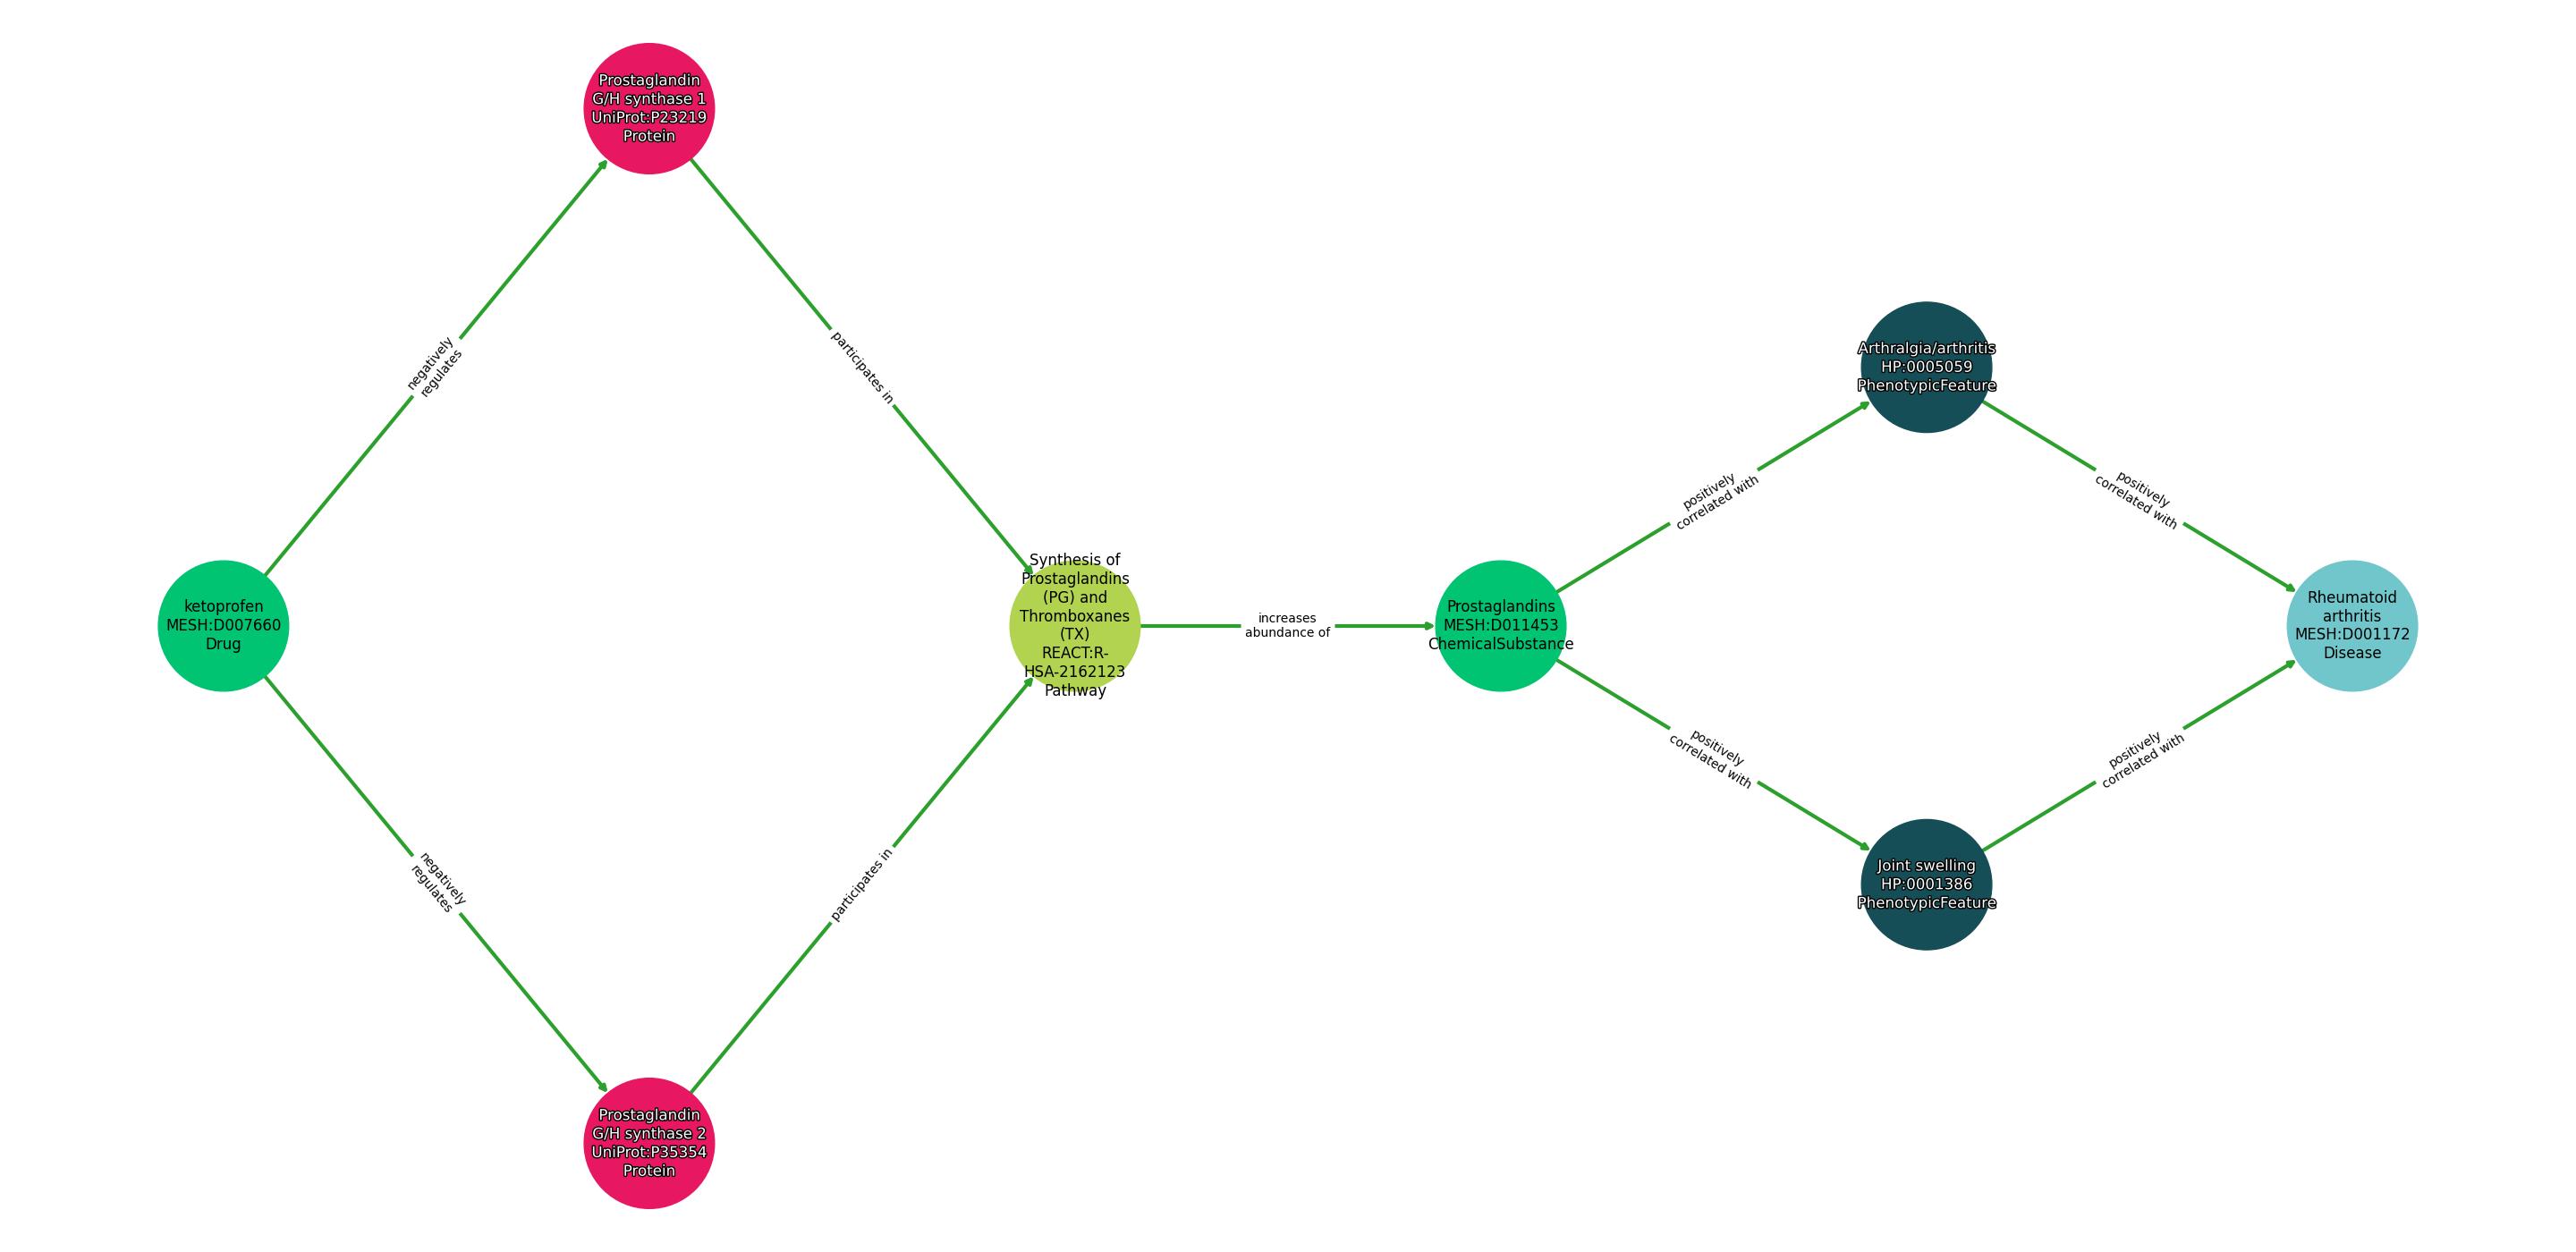 Prostaglandin
G/H synthase 1
UniProt:P23219
Protein
negatively
regulates
participates in
Arthralgia/arthritis
HP:0005059
PhenotypicFeature
positively
correlated with
positively
correlated with
ketoprofen
MESH:D007660
Drug
Synthesis of
Prostaglandins
(PG) and
Thromboxanes
(TX)
REACT:R-
HSA-2162123
Pathway
increases
abundance of
Prostaglandins
MESH:D011453
ChemicalSubstance
Rheumatoid
arthritis
MESH:D001172
Disease
positively
correlated with
positively
correlated with
negatively
regulates
participates in
Joint swelling
HP:0001386
PhenotypicFeature
Prostaglandin
G/H synthase 2
UniProt:P35354
Protein